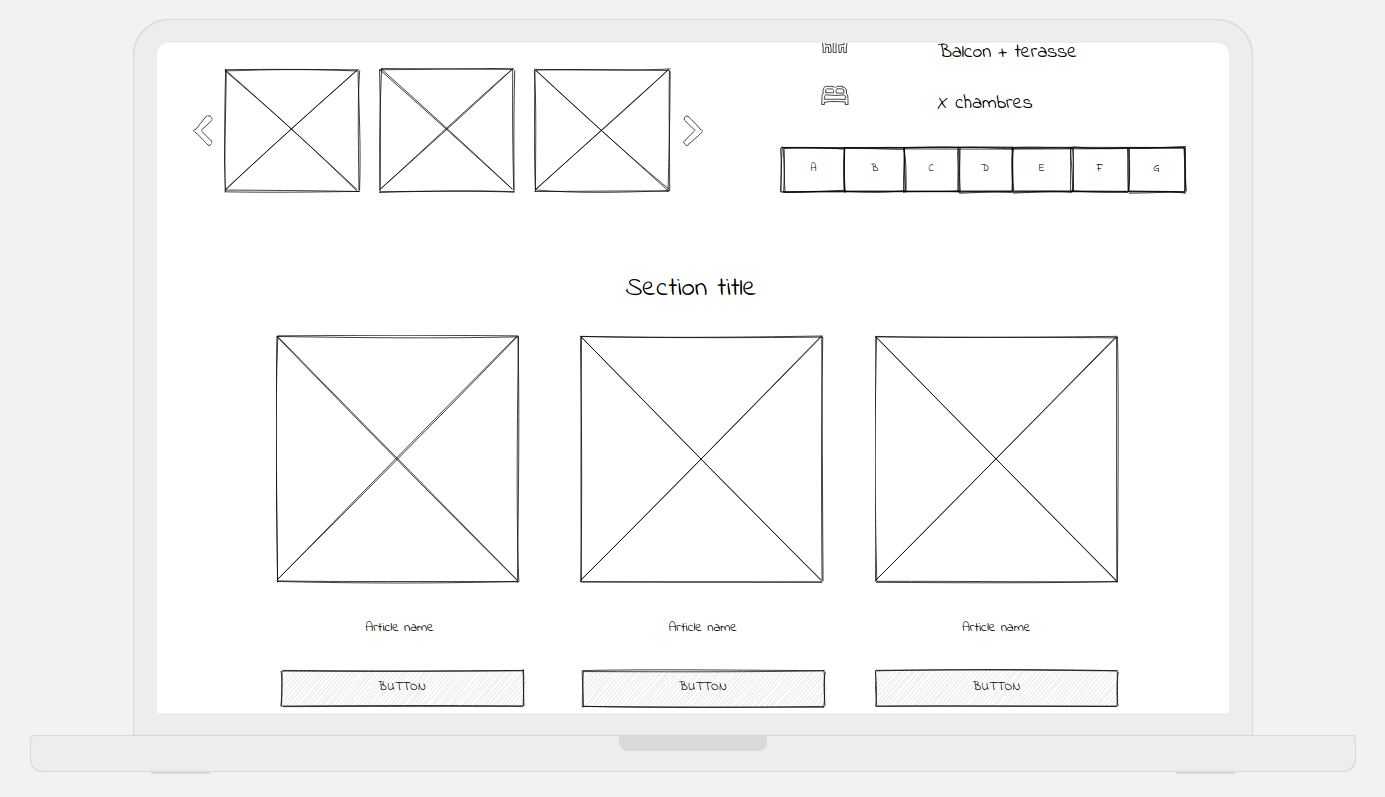 Balcon + terasse
X chambres
A B C D E F G
Section title
Article name Article name Article name
BUTTON BUTTON BUTTON